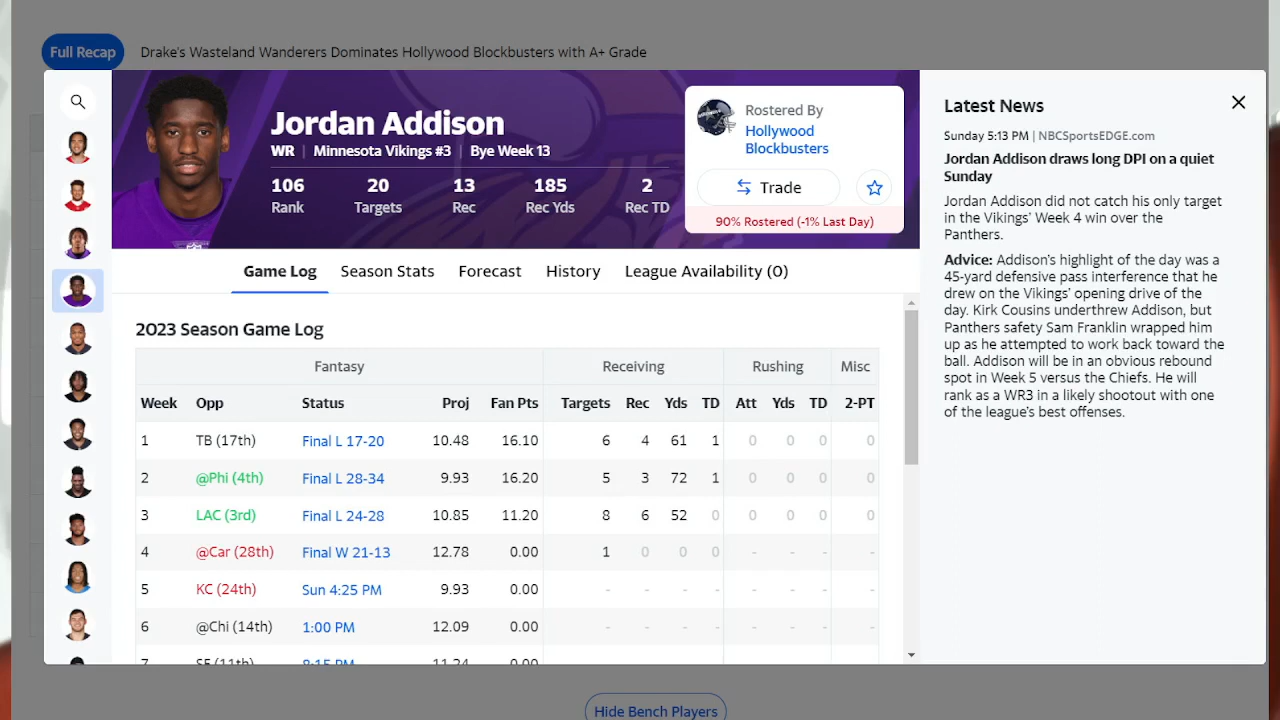 Full Recap
Drake's Wasteland Wanderers Dominates Hollywood Blockbusters with A+ Grade
Jordan Addison
WR | Minnesota Vikings #3 | Bye Week 13
106 20 13 185 2
Rank Targets Rec Rec Yds Rec TD
Rostered By
Hollywood
Blockbusters
Trade
90% Rostered (-1% Last Day)
Game Log Season Stats Forecast History League Availability (0)
2023 Season Game Log
Fantasy Receiving Rushing Misc
Week Opp Status Proj Fan Pts Targets Rec Yds TD Att Yds TD 2-PT
1 TB (17th) Final L 17-20 10.48 16.10 6 4 61 1 0 0 0 0
2 @Phi (4th) Final L 28-34 9.93 16.20 5 3 72 1 0 0 0 0
3 LAC (3rd) Final L 24-28 10.85 11.20 8 6 52 0 0 0 0 0
4 @Car (28th) Final W 21-13 12.78 0.00 1 0 0 0 - - - -
5 KC (24th) Sun 4:25 PM 9.93 0.00 - - - - - - - -
6 @Chi (14th) 1:00 PM 12.09 0.00 - - - - - - - -
7 SF (11th) 8:15 PM 11.24 0.00
Latest News
Sunday 5:13 PM | NBCSportsEDGE.com
Jordan Addison draws long DPI on a quiet
Sunday
Jordan Addison did not catch his only target
in the Vikings' Week 4 win over the
Panthers.
Advice: Addison's highlight of the day was a
45-yard defensive pass interference that he
drew on the Vikings' opening drive of the
day. Kirk Cousins underthrew Addison, but
Panthers safety Sam Franklin wrapped him
up as he attempted to work back toward the
ball. Addison will be in an obvious rebound
spot in Week 5 versus the Chiefs. He will
rank as a WR3 in a likely shootout with one
of the league's best offenses.
Hide Bench Players